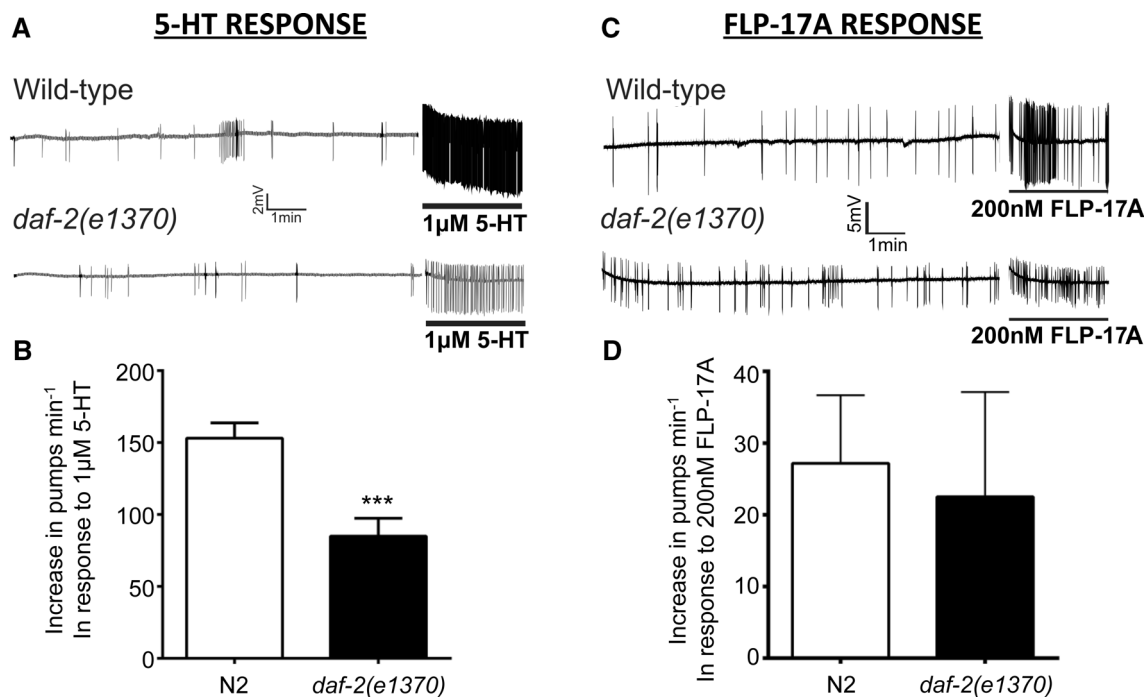 A
5-HT RESPONSE
Wild-type
2mV
1min
1µM 5-HT
daf-2(e1370)
1µM 5-HT
B
Increase in pumps min-1
In response to 1µM 5-HT
200
150
100
50
0
***
N2
daf-2(e1370)
C
FLP-17A RESPONSE
Wild-type
200nM FLP-17A
daf-2(e1370)
5mV
1min
200nM FLP-17A
D
Increase in pumps min-1
In response to 200nM FLP-17A
40
30
20
10
0
N2
daf-2(e1370)